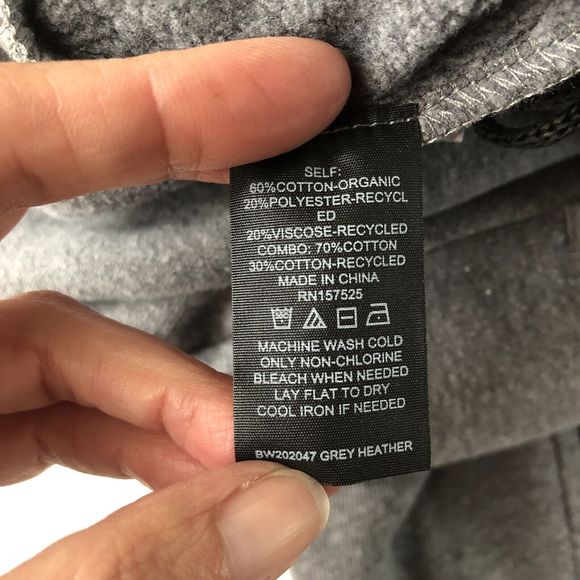 SELF:
60%COTTON-ORGANIC
20%POLYESTER-RECYCL
ED
20%VISCOSE-RECYCLED
COMBO: 70%COTTON
30%COTTON-RECYCLED
MADE IN CHINA
RN157525
MACHINE WASH COLD
ONLY NON-CHLORINE
BLEACH WHEN NEEDED
LAY FLAT TO DRY
COOL IRON IF NEEDED
BW202047 GREY HEATHER